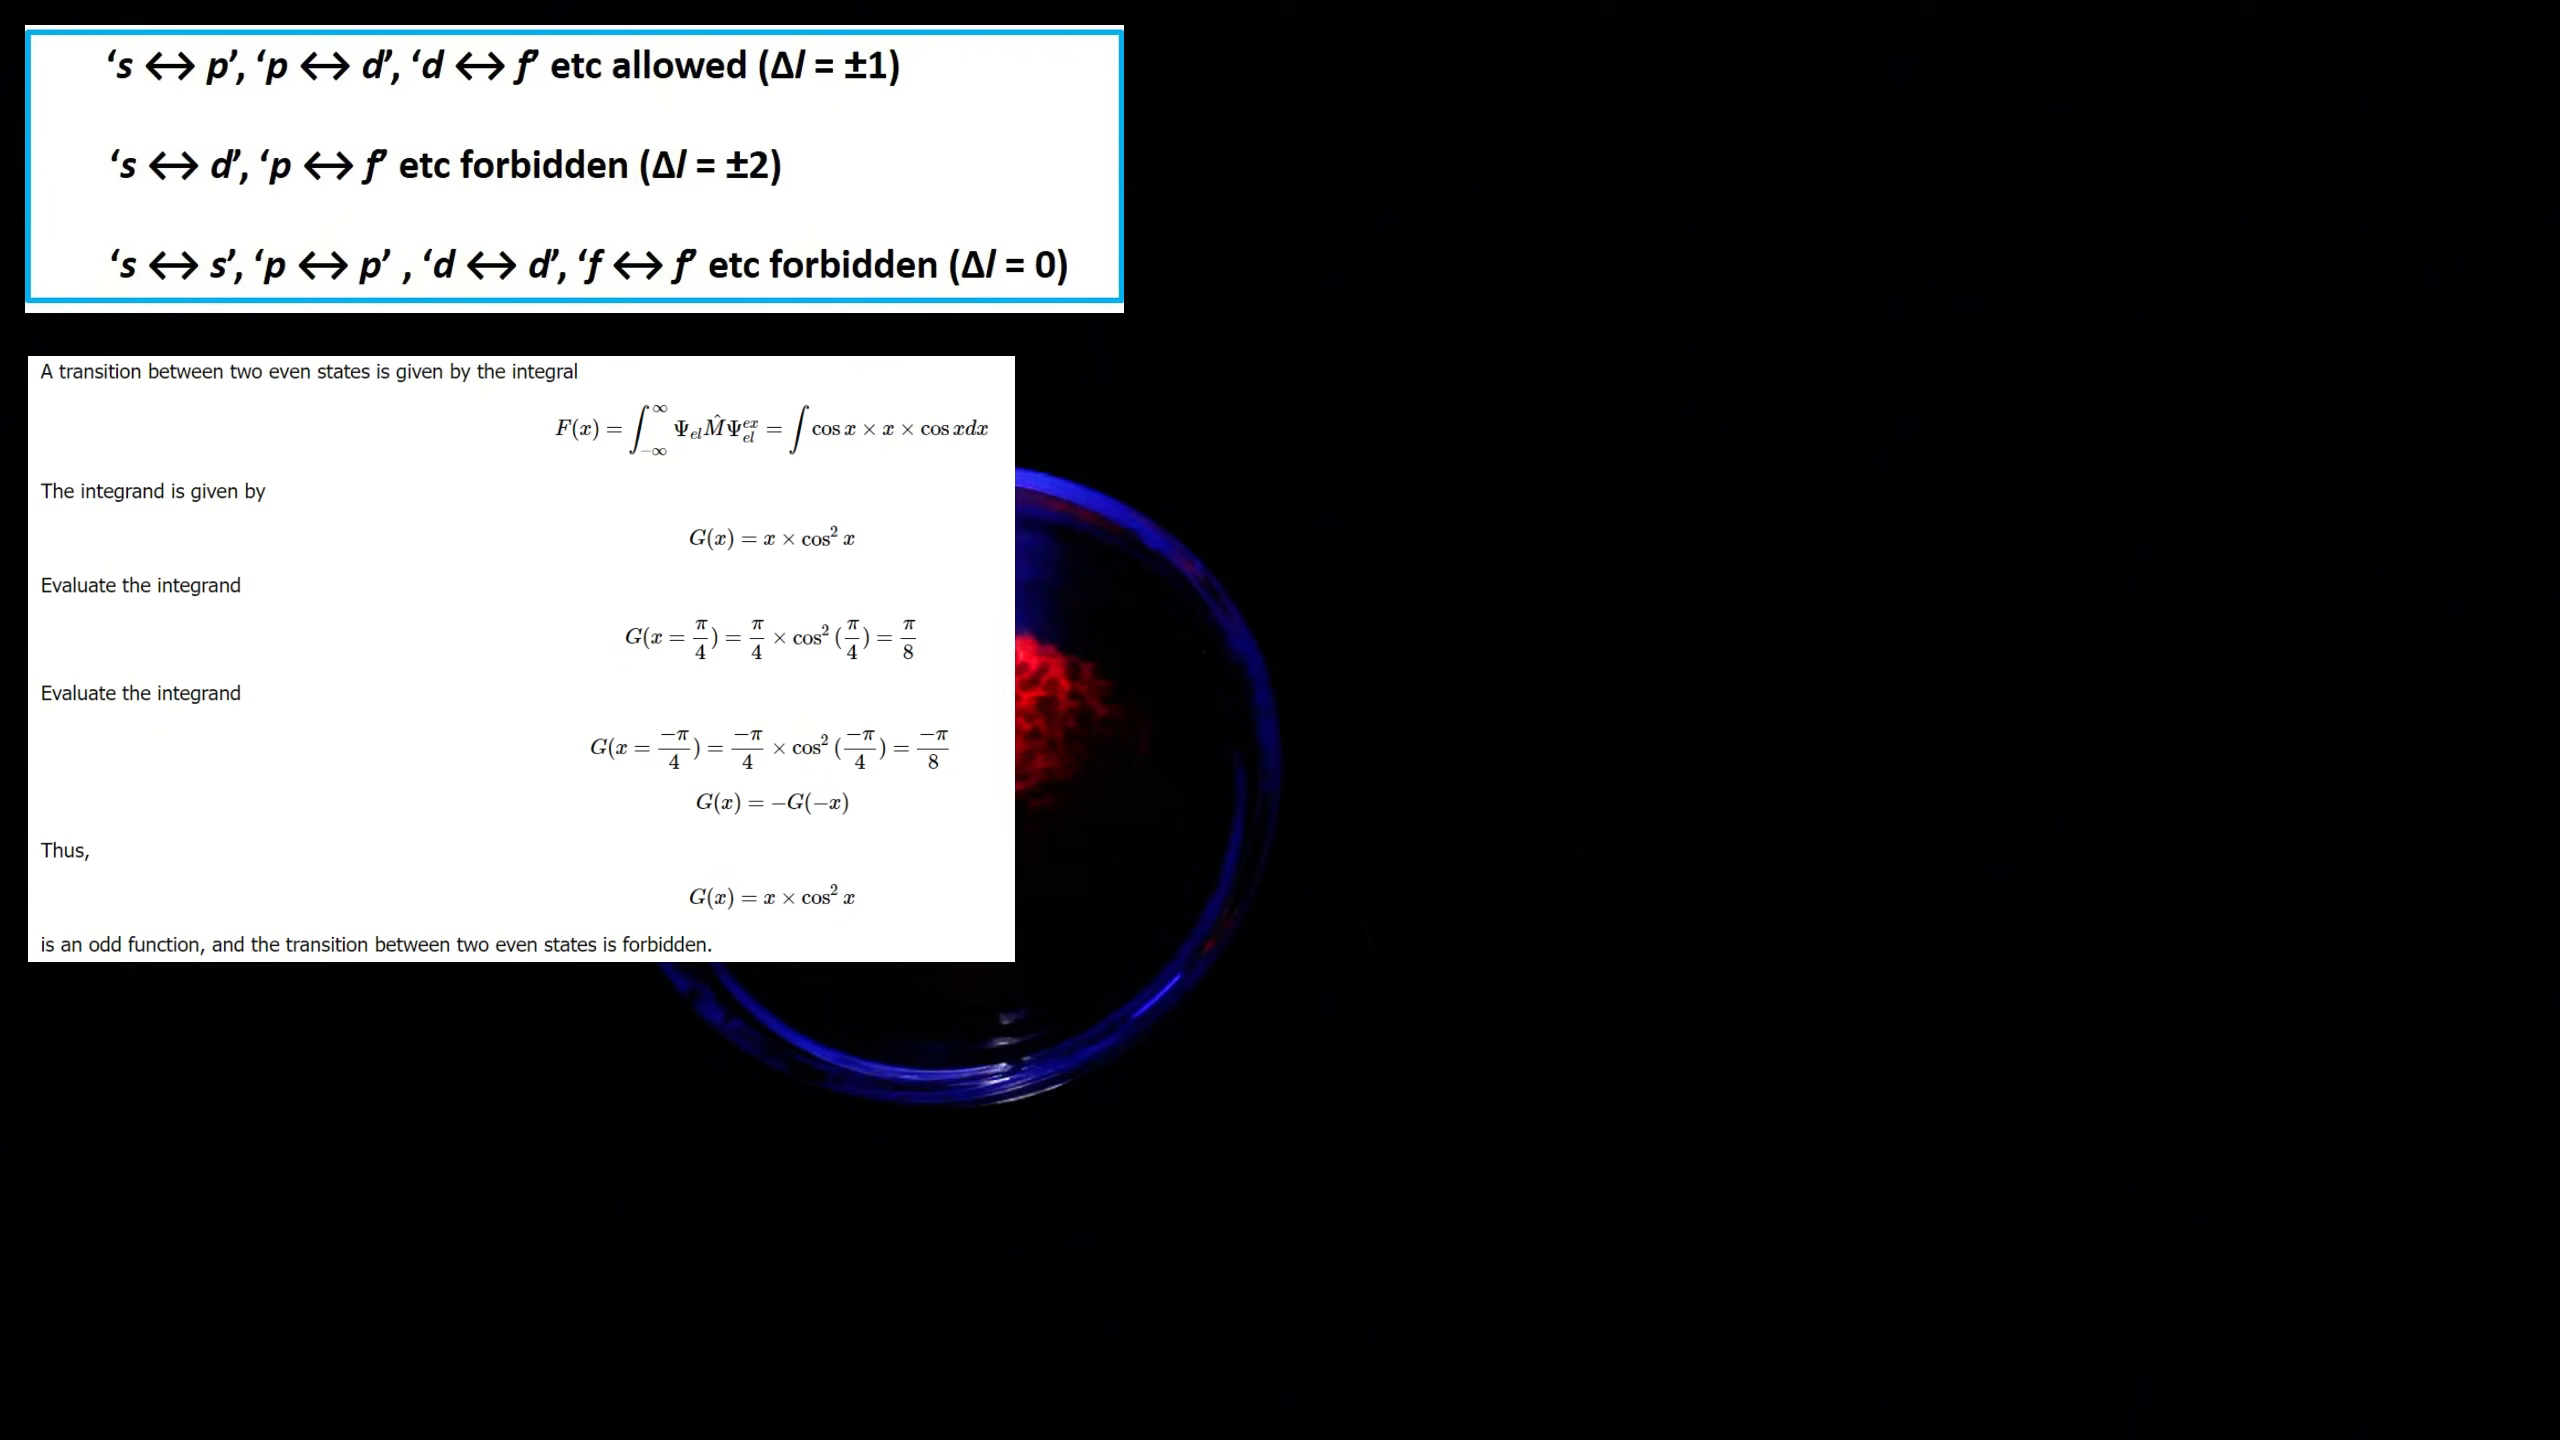 ‘s ↔ p’, ‘p ↔ d’, ‘d ↔ f’ etc allowed (Δl = ±1)
‘s ↔ d’, ‘p ↔ f’ etc forbidden (Δl = ±2)
‘s ↔ s’, ‘p ↔ p’ , ‘d ↔ d’, ‘f ↔ f’ etc forbidden (Δl = 0)
A transition between two even states is given by the integral
F(x) = ∫_{-∞}^{∞} Ψ_{el} M̂ Ψ_{el}^{ex} = ∫ cos x × x × cos xdx
The integrand is given by
G(x) = x × cos² x
Evaluate the integrand
G(x = π/4) = π/4 × cos² (π/4) = π/8
Evaluate the integrand
G(x = −π/4) = −π/4 × cos² (−π/4) = −π/8
G(x) = −G(−x)
Thus,
G(x) = x × cos² x
is an odd function, and the transition between two even states is forbidden.